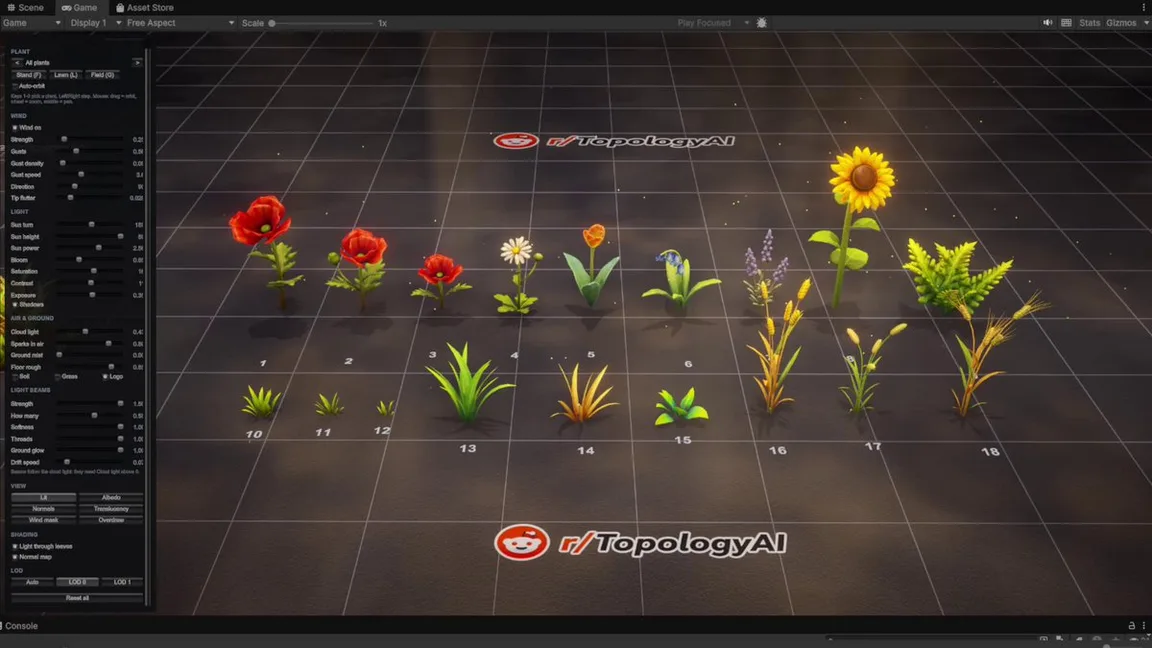 Scene Game Asset Store
Game Display 1 Free Aspect Scale 1x Play Focused Stats Gizmos
PLANT
< All plants >
Stand (F) Lawn (L) Field (G)
Auto-orbit
WIND
Wind on
Strength
Gusts
Gust density
Gust speed
Direction
Tip flutter
LIGHT
Sun turn
Sun height
Sun power
Bloom
Saturation
Contrast
Exposure
Shadows
AIR & GROUND
Cloud light
Sparks in air
Ground mist
Floor rough
Soil Grass Logo
LIGHT BEAMS
Strength
How many
Softness
Threads
Ground glow
Drift speed
VIEW
Lit Albedo
Normals Translucency
Wind mask Overdraw
SHADING
Light through leaves
Normal map
LOD
Auto LOD 0 LOD 1
Reset all
r/TopologyAI
1 2 3 4 5 6
10 11 12 13 14 15 16 17 18
r/TopologyAI
Console